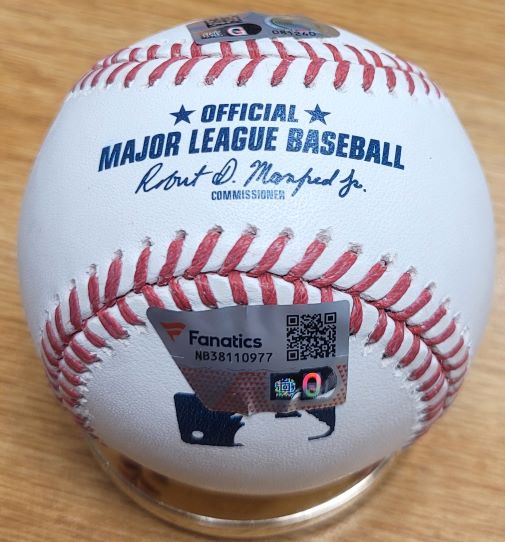 OFFICIAL
MAJOR LEAGUE BASEBALL
Robert D. Manfred Jr.
COMMISSIONER
Fanatics
NB38110977